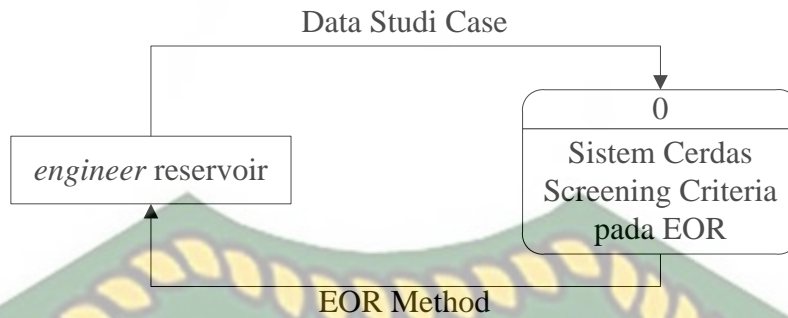 Data Studi Case
0
engineer reservoir
Sistem Cerdas
Screening Criteria
pada EOR
EOR Method